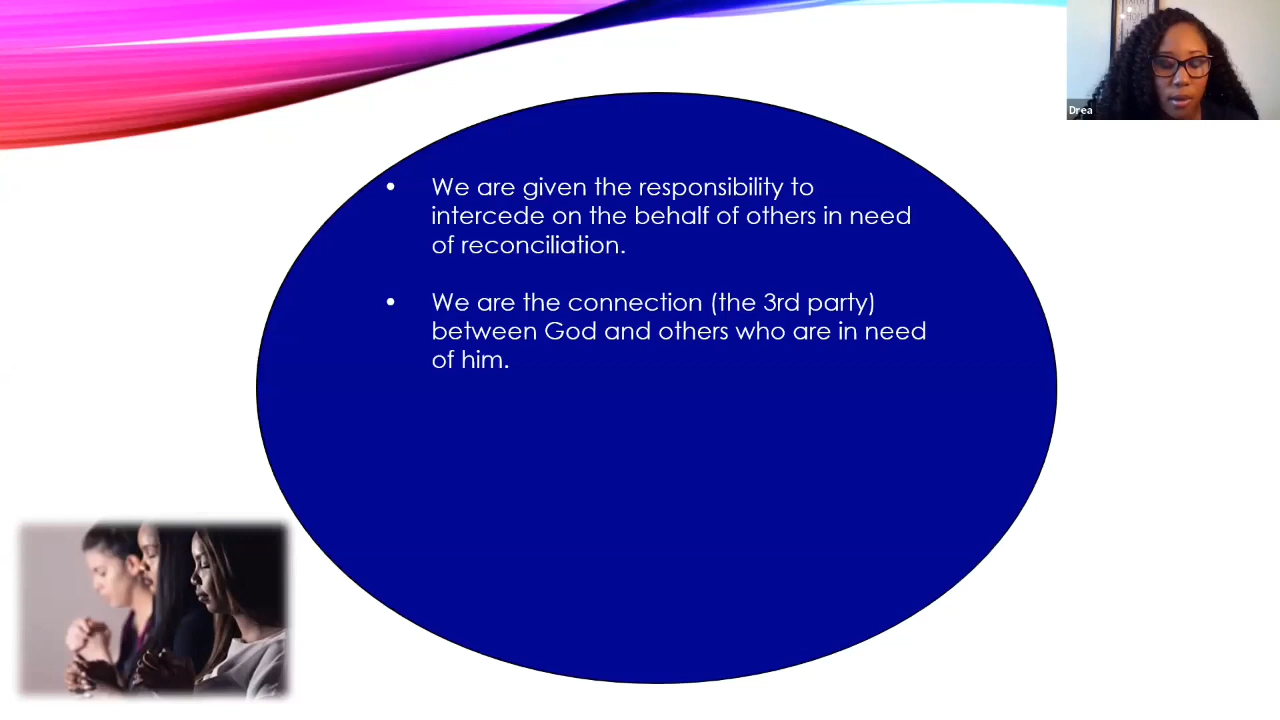 Drea
• We are given the responsibility to
intercede on the behalf of others in need
of reconciliation.
• We are the connection (the 3rd party)
between God and others who are in need
of him.